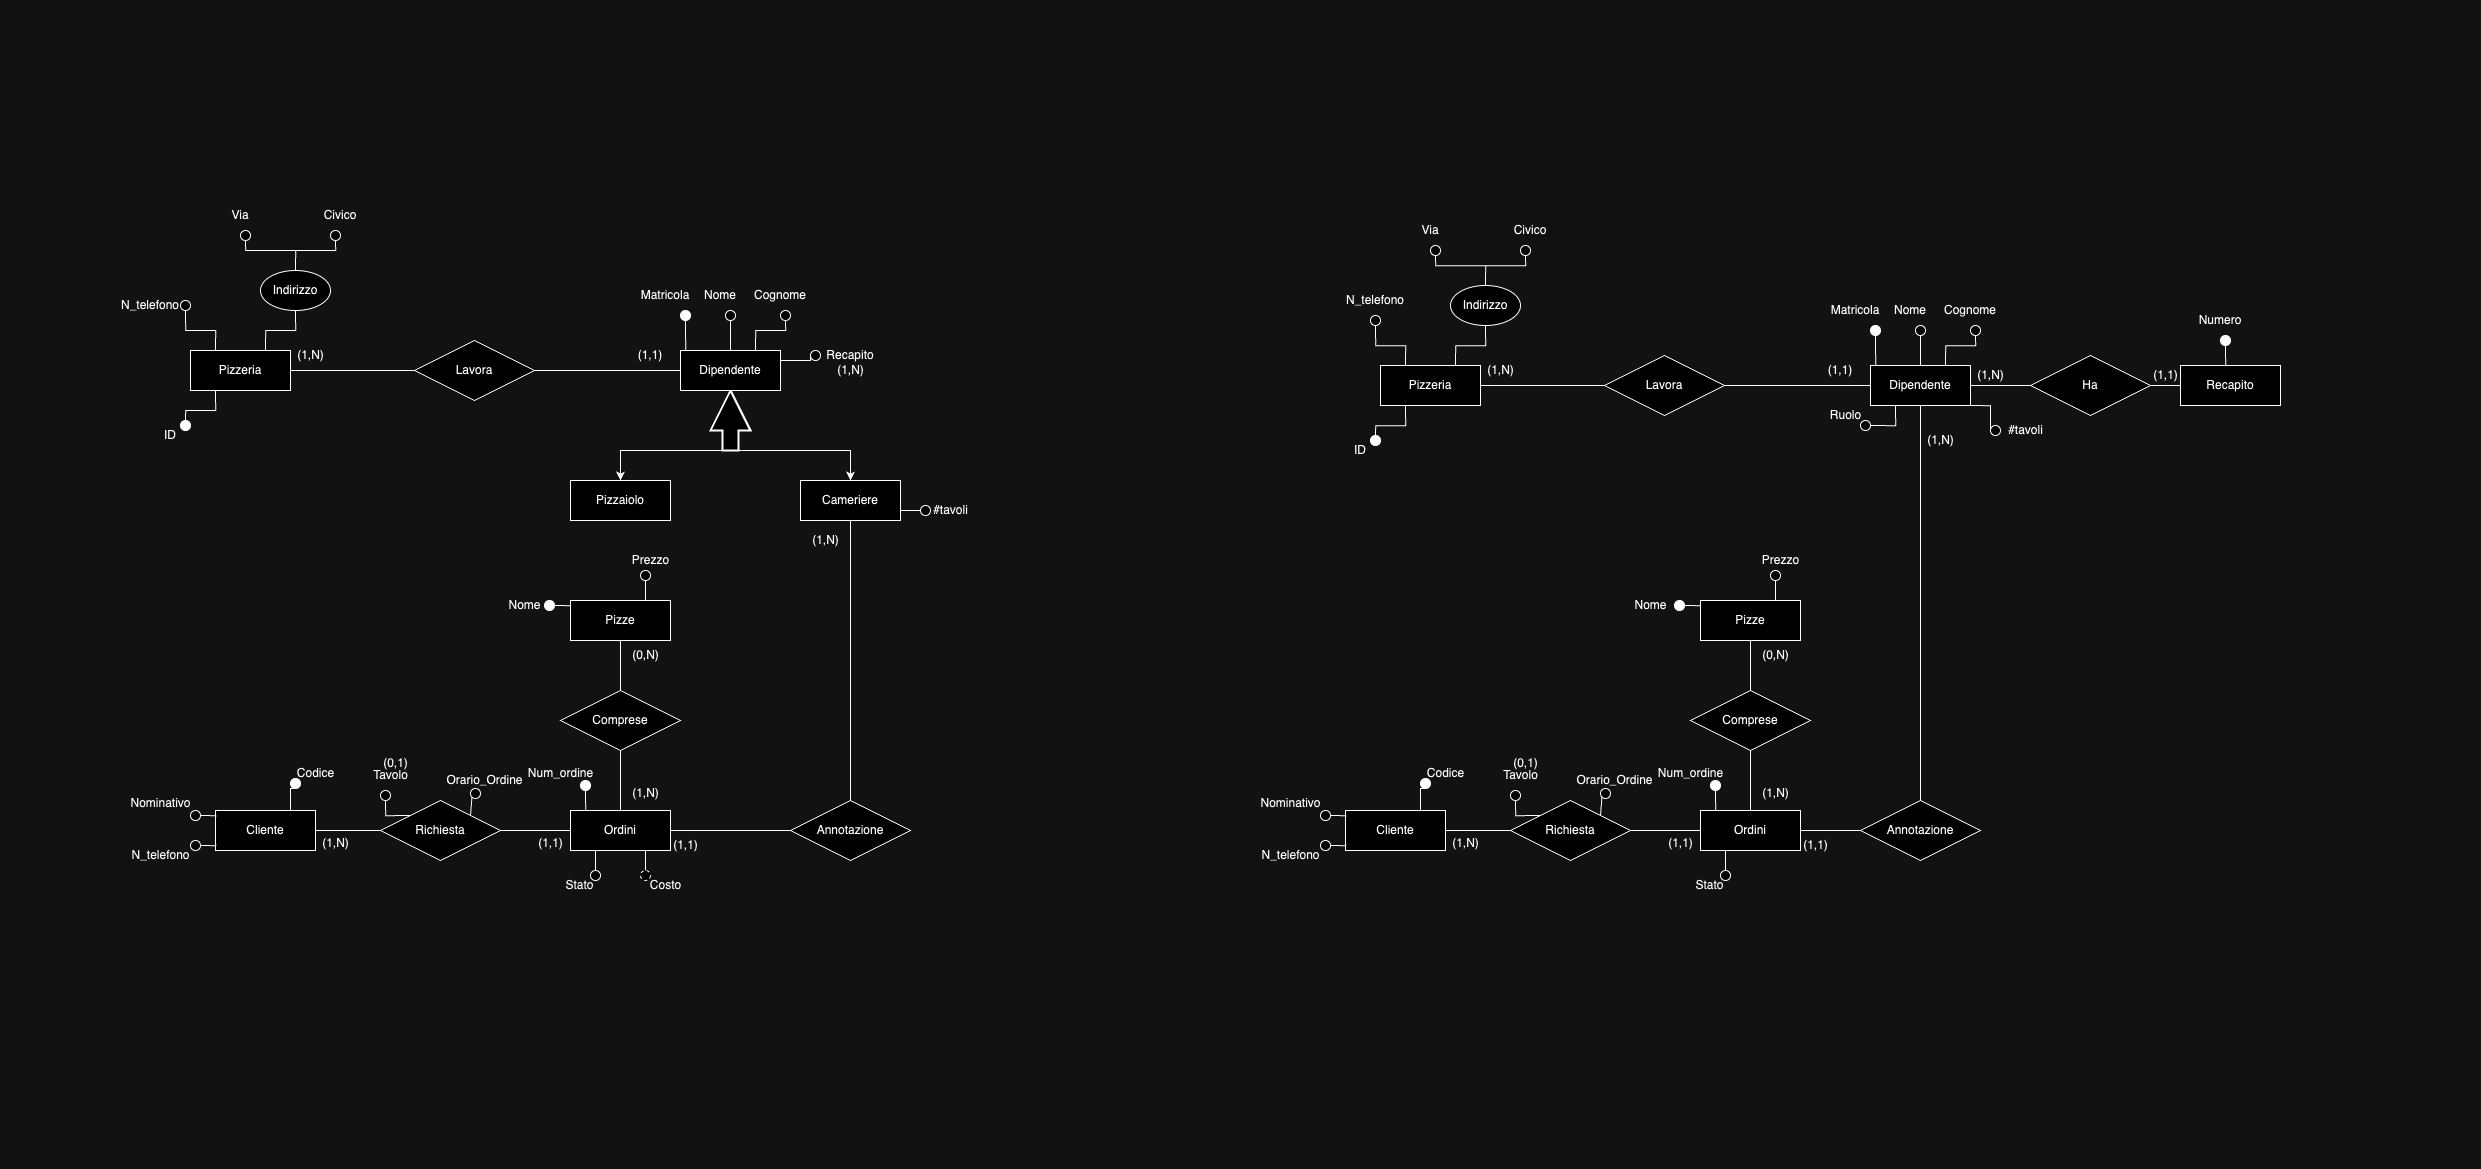 Via
Civico
Indirizzo
N_telefono
Pizzeria
(1,N)
ID
Lavora
(1,1)
Matricola
Nome
Cognome
Dipendente
Recapito
(1,N)
Pizzaiolo
Cameriere
#tavoli
(1,N)
Prezzo
Nome
Pizze
(0,N)
Comprese
(1,N)
Nominativo
Codice
Cliente
N_telefono
(1,N)
(0,1)
Tavolo
Orario_Ordine
Richiesta
(1,1)
Num_ordine
Ordini
(1,1)
Stato
Costo
Annotazione
Via
Civico
Indirizzo
N_telefono
Pizzeria
(1,N)
ID
Lavora
(1,1)
Matricola
Nome
Cognome
Dipendente
(1,N)
Ruolo
#tavoli
(1,N)
Ha
(1,1)
Numero
Recapito
Prezzo
Nome
Pizze
(0,N)
Comprese
(1,N)
Nominativo
Codice
Cliente
N_telefono
(1,N)
(0,1)
Tavolo
Orario_Ordine
Richiesta
(1,1)
Num_ordine
Ordini
(1,1)
Stato
Annotazione